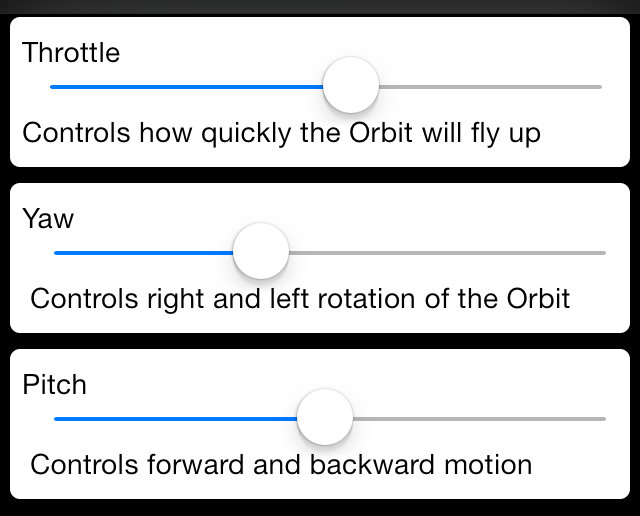 Throttle
Controls how quickly the Orbit will fly up
Yaw
Controls right and left rotation of the Orbit
Pitch
Controls forward and backward motion